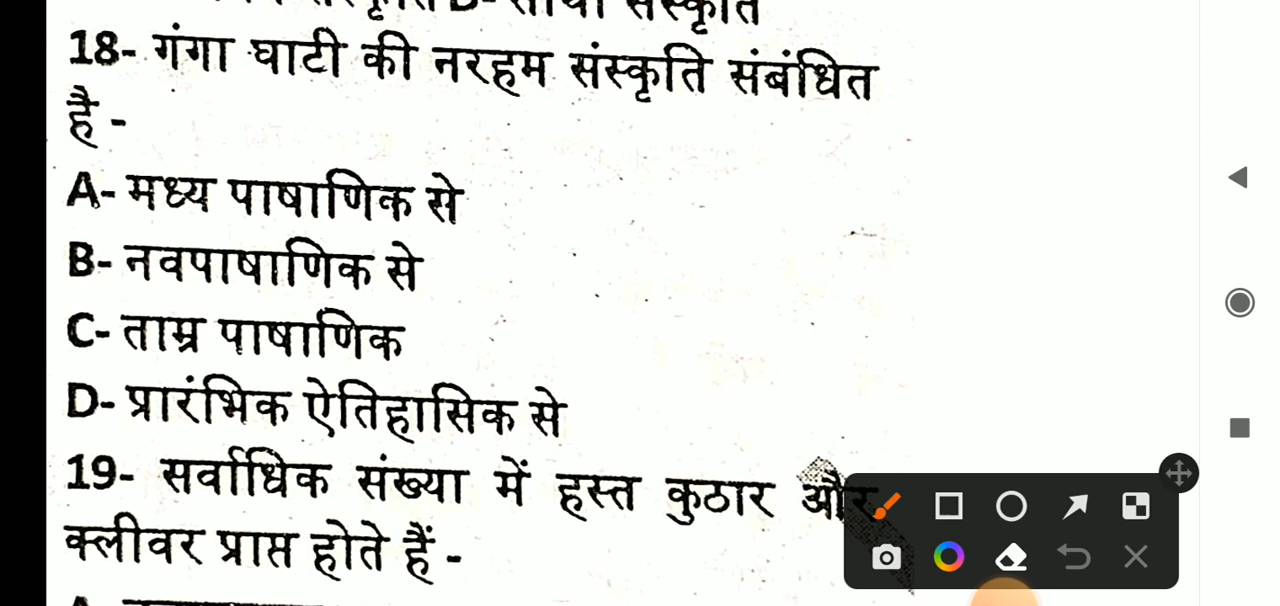 संस्कृति D- संस्कृति
18- गंगा घाटी की नरहम संस्कृति संबंधित
है -
A- मध्य पाषाणिक से
B- नवपाषाणिक से
C- ताम्र पाषाणिक
D- प्रारंभिक ऐतिहासिक से
19- सर्वाधिक संख्या में हस्त कुठार और
क्लीवर प्राप्त होते हैं -